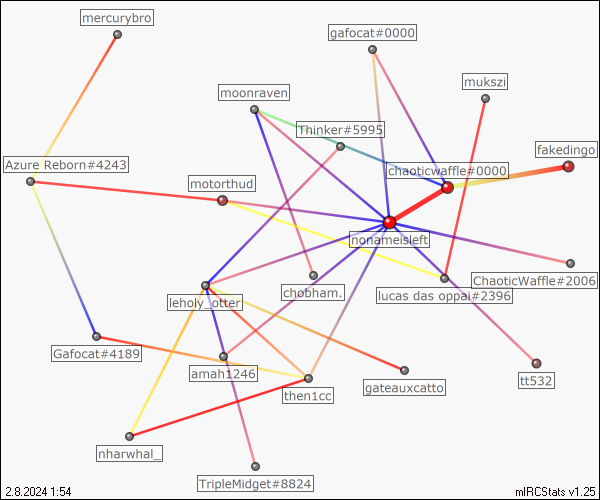 mercurybro
gafocat#0000
mukszi
moonraven
Thinker#5995
fakedingo
Azure Reborn#4243
chaoticwaffle#0000
motorthud
nonameisleft
ChaoticWaffle#2006
chobham.
lucas das oppai#2396
leholy_otter
Gafocat#4189
amah1246
tt532
gateauxcatto
then1cc
nharwhal_
TripleMidget#8824
2.8.2024 1:54
mIRCStats v1.25